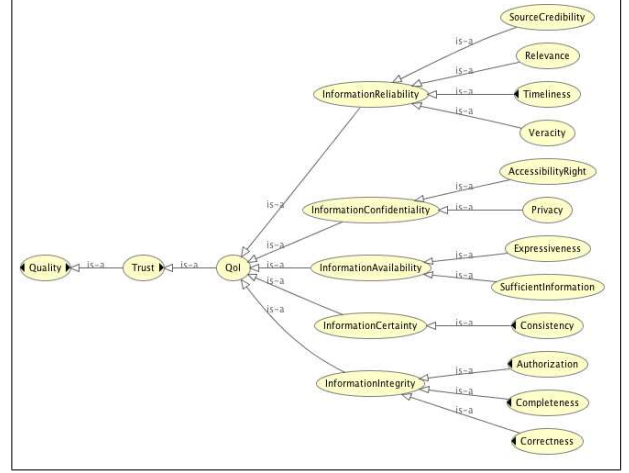 SourceCredibility
is-a
Relevance
is-a
InformationReliability
is-a
Timeliness
is-a
Veracity
AccessibilityRight
is-a
is-a
InformationConfidentiality
is-a
Privacy
is-a
Expressiveness
is-a
Quality
is-a
Trust
is-a
QoI
is-a
InformationAvailability
is-a
SufficientInformation
is-a
InformationCertainty
is-a
Consistency
is-a
Authorization
is-a
InformationIntegrity
is-a
Completeness
is-a
Correctness